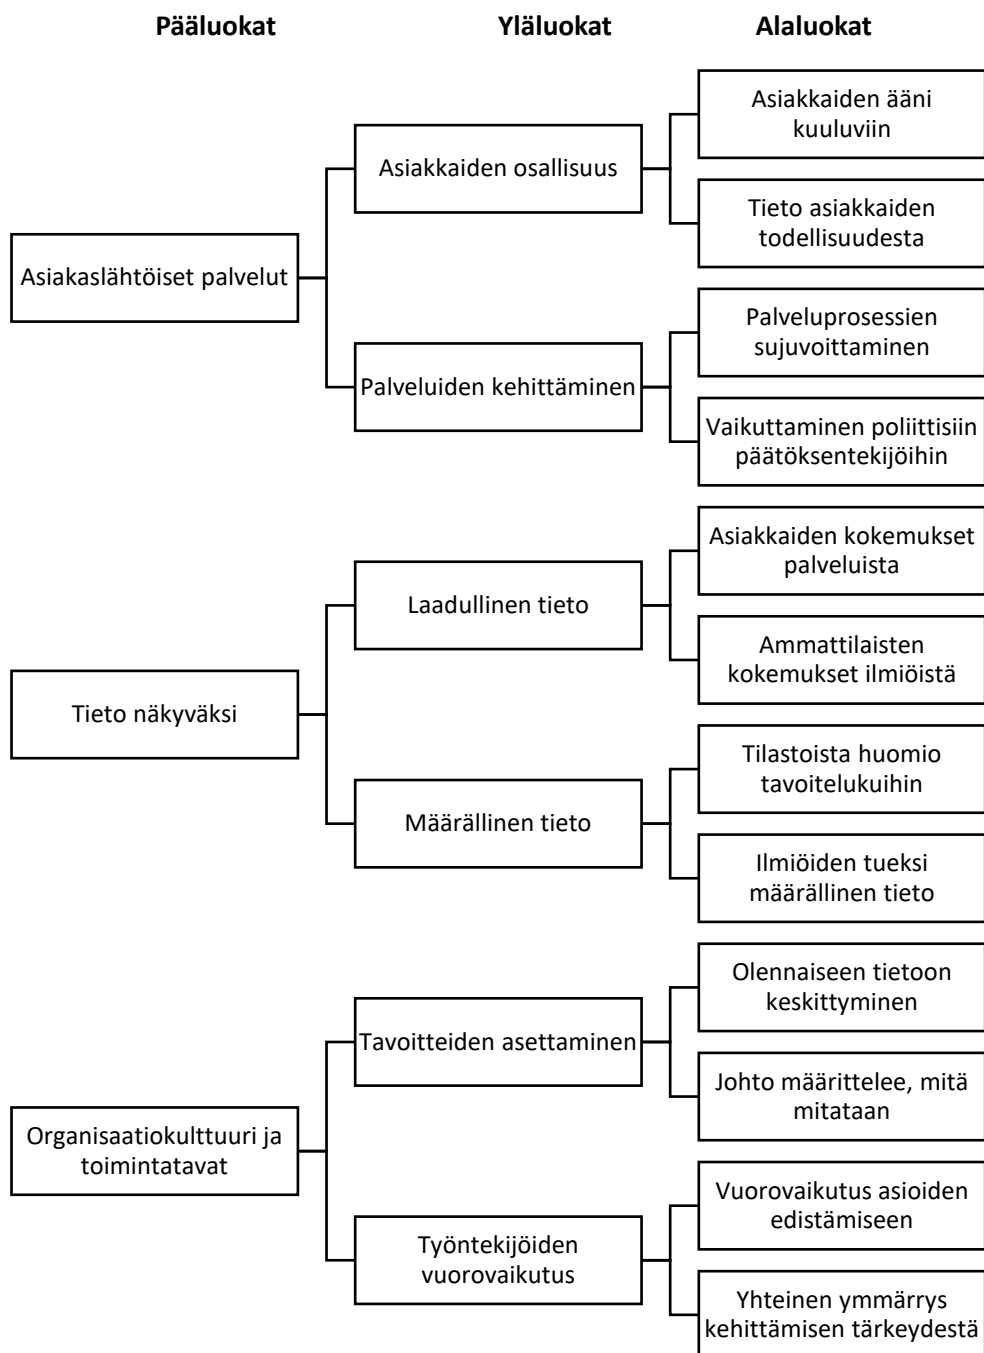 Pääluokat
Yläluokat
Alaluokat
Asiakaslähtöiset palvelut
Asiakkaiden osallisuus
Asiakkaiden ääni
kuuluviin
Tieto asiakkaiden
todellisuudesta
Palveluiden kehittäminen
Palveluprosessien
sujuvoittaminen
Vaikuttaminen poliittisiin
päätöksentekijöihin
Tieto näkyväksi
Laadullinen tieto
Asiakkaiden kokemukset
palveluista
Ammattilaisten
kokemukset ilmiöistä
Määrällinen tieto
Tilastoista huomio
tavoitelukuihin
Ilmiöiden tueksi
määrällinen tieto
Organisaatiokulttuuri ja
toimintatavat
Tavoitteiden asettaminen
Olennaiseen tietoon
keskittyminen
Johto määrittelee, mitä
mitataan
Työntekijöiden
vuorovaikutus
Vuorovaikutus asioiden
edistämiseen
Yhteinen ymmärrys
kehittämisen tärkeydestä